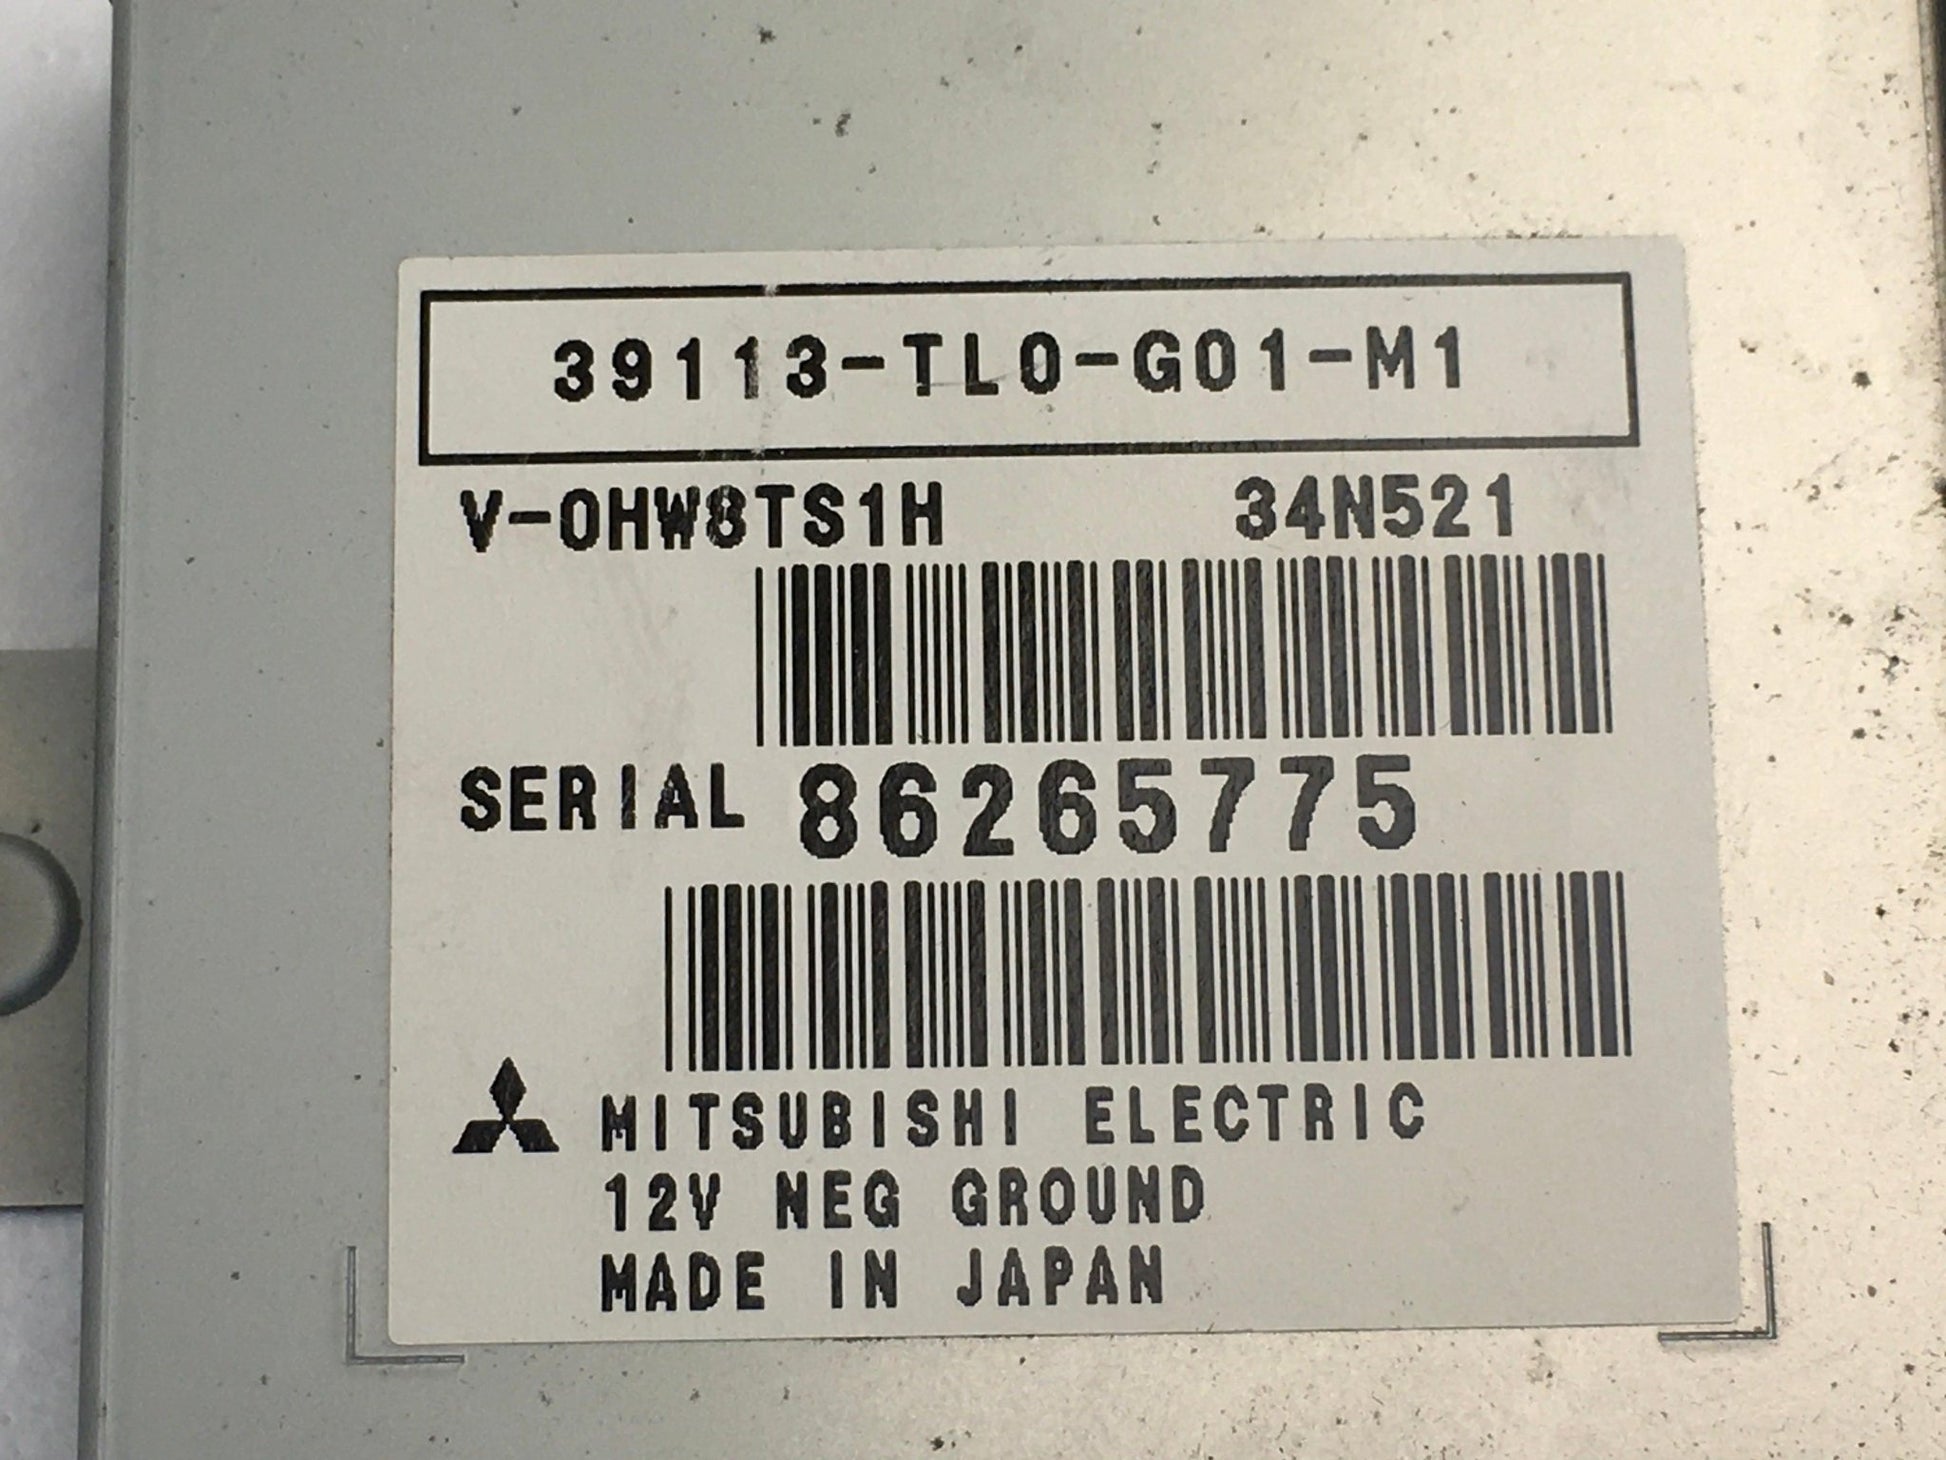 39113-TL0-G01-M1
V-0HW8TS1H 34N521
SERIAL 86265775
MITSUBISHI ELECTRIC
12V NEG GROUND
MADE IN JAPAN